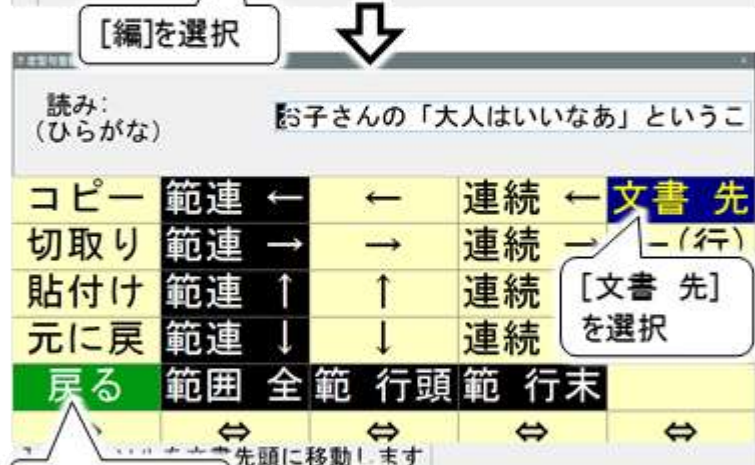 [編]を選択
読み:
(ひらがな)
お子さんの「大人はいいなあ」というこ
コピー 範連 ← ← 連続 ← 文書 先
切取り 範連 → → 連続 → (行)
貼付け 範連 ↑ ↑ 連続
元に戻 範連 ↓ ↓ 連続
[文書 先]
を選択
戻る 範囲 全 範 行頭 範 行末
⇔ ⇔ ⇔ ⇔
を文書先頭に移動します